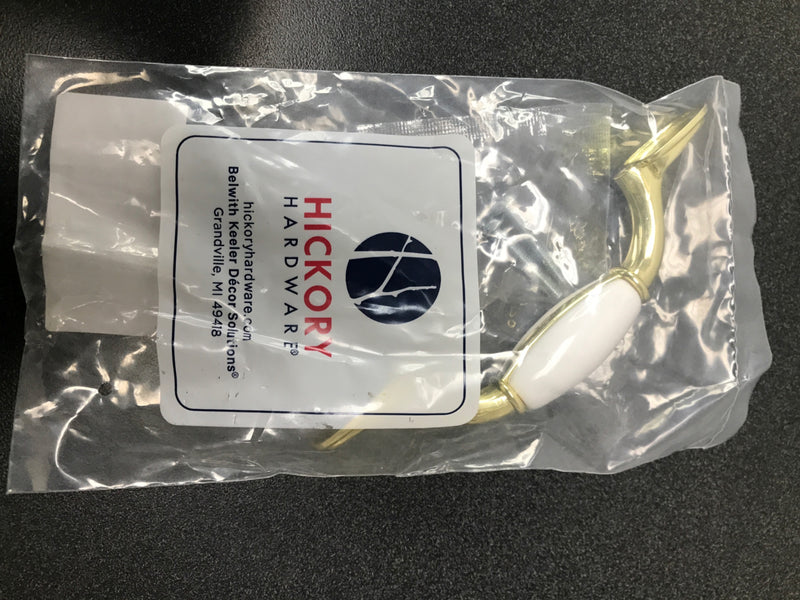 HICKORY
HARDWARE®
hickoryhardware.com
Belwith Keeler Décor Solutions®
Grandville, MI 49418